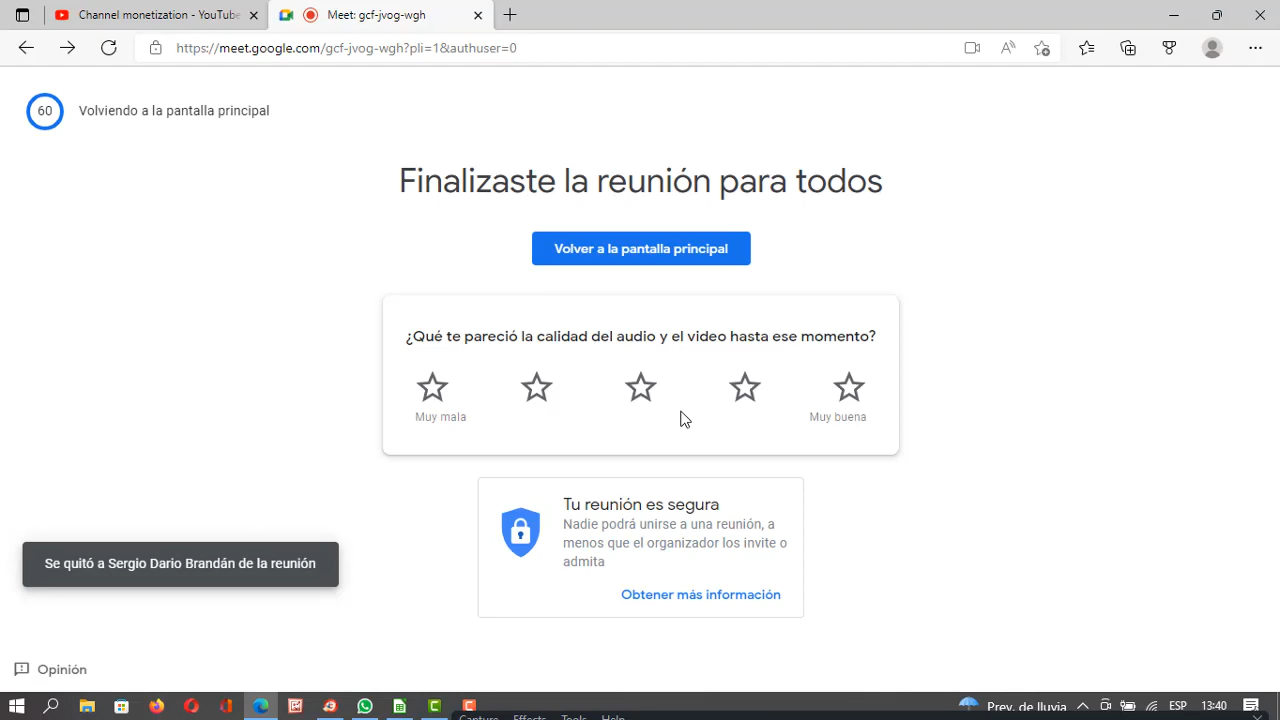 Channel monetization - YouTube
Meet: gcf-jvog-wgh
https://meet.google.com/gcf-jvog-wgh?pli=1&authuser=0
60
Volviendo a la pantalla principal
Finalizaste la reunión para todos
Volver a la pantalla principal
¿Qué te pareció la calidad del audio y el video hasta ese momento?
Muy mala
Muy buena
Tu reunión es segura
Nadie podrá unirse a una reunión, a
menos que el organizador los invite o
admita
Obtener más información
Se quitó a Sergio Dario Brandán de la reunión
Opinión
Prev. de lluvia
ESP
13:40
Capture
Effects
Tools
Help